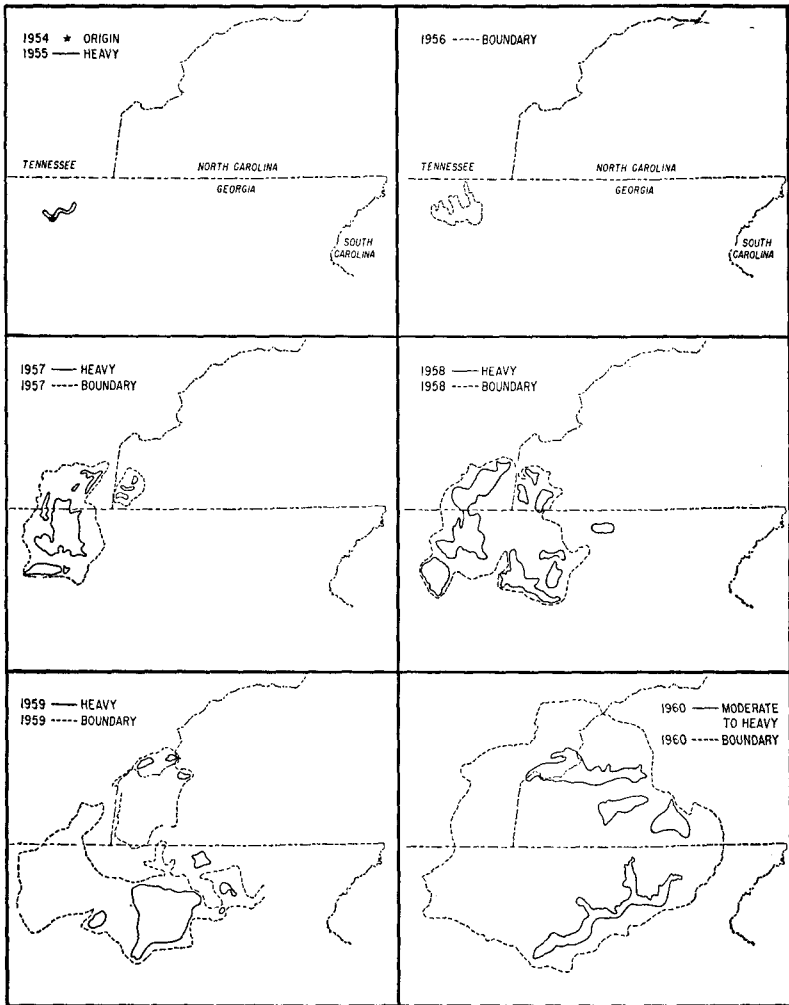 1954 ★ ORIGIN
1955 —— HEAVY
TENNESSEE
NORTH CAROLINA
GEORGIA
SOUTH
CAROLINA
1956 ---- BOUNDARY
TENNESSEE
NORTH CAROLINA
GEORGIA
SOUTH
CAROLINA
1957 —— HEAVY
1957 ---- BOUNDARY
1958 —— HEAVY
1958 ---- BOUNDARY
1959 —— HEAVY
1959 ---- BOUNDARY
1960 —— MODERATE
TO HEAVY
1960 ---- BOUNDARY